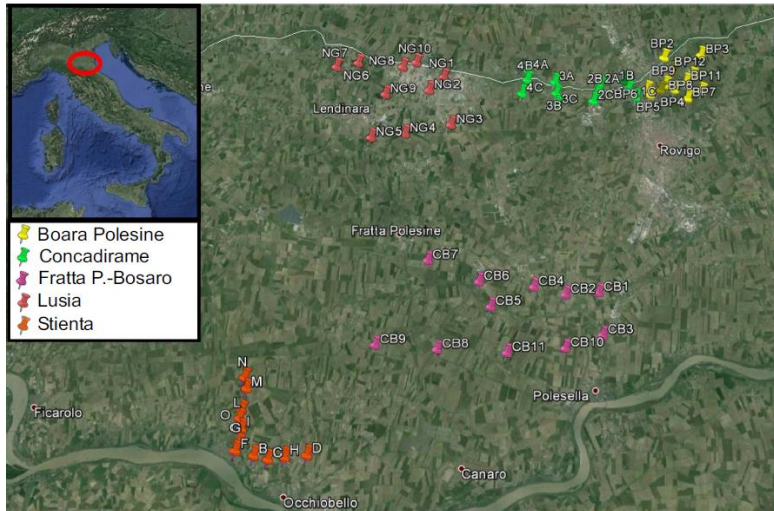 NG7
NG8
NG10
NG6
NG1
NG9
NG2
Lendinara
NG5
NG4
NG3
4B
4A
4C
3A
3B
3C
2B
2A
2C
1B
1C
BP2
BP3
BP12
BP9
BP11
BP8
BP7
BP6
BP5
BP4
Rovigo
Boara Polesine
Concadirame
Fratta P.-Bosaro
Lusia
Stienta
Fratta Polesine
CB7
CB6
CB4
CB2
CB1
CB5
CB3
CB9
CB8
CB11
CB10
N
M
L
O
I
G
F
B
C
H
D
Ficarolo
Polesella
Canaro
Occhiobello